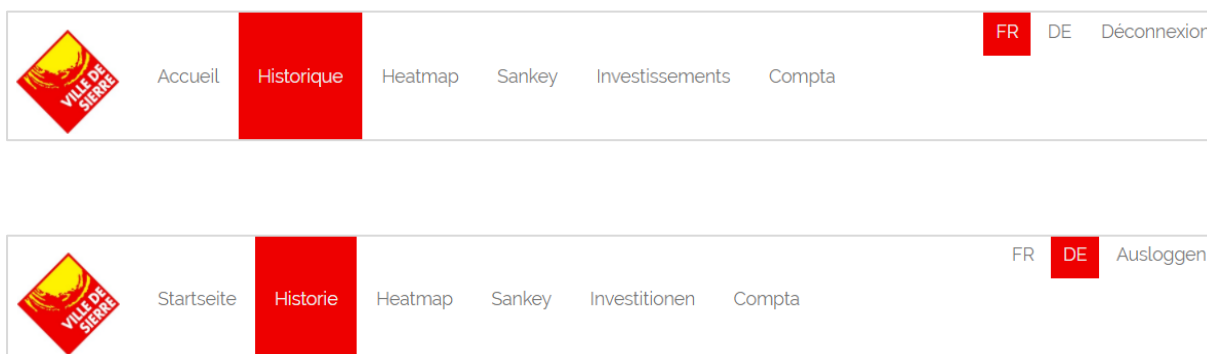 FR DE Déconnexion
VILLE DE
SIERRE
Accueil Historique Heatmap Sankey Investissements Compta
FR DE Ausloggen
VILLE DE
SIERRE
Startseite Historie Heatmap Sankey Investitionen Compta